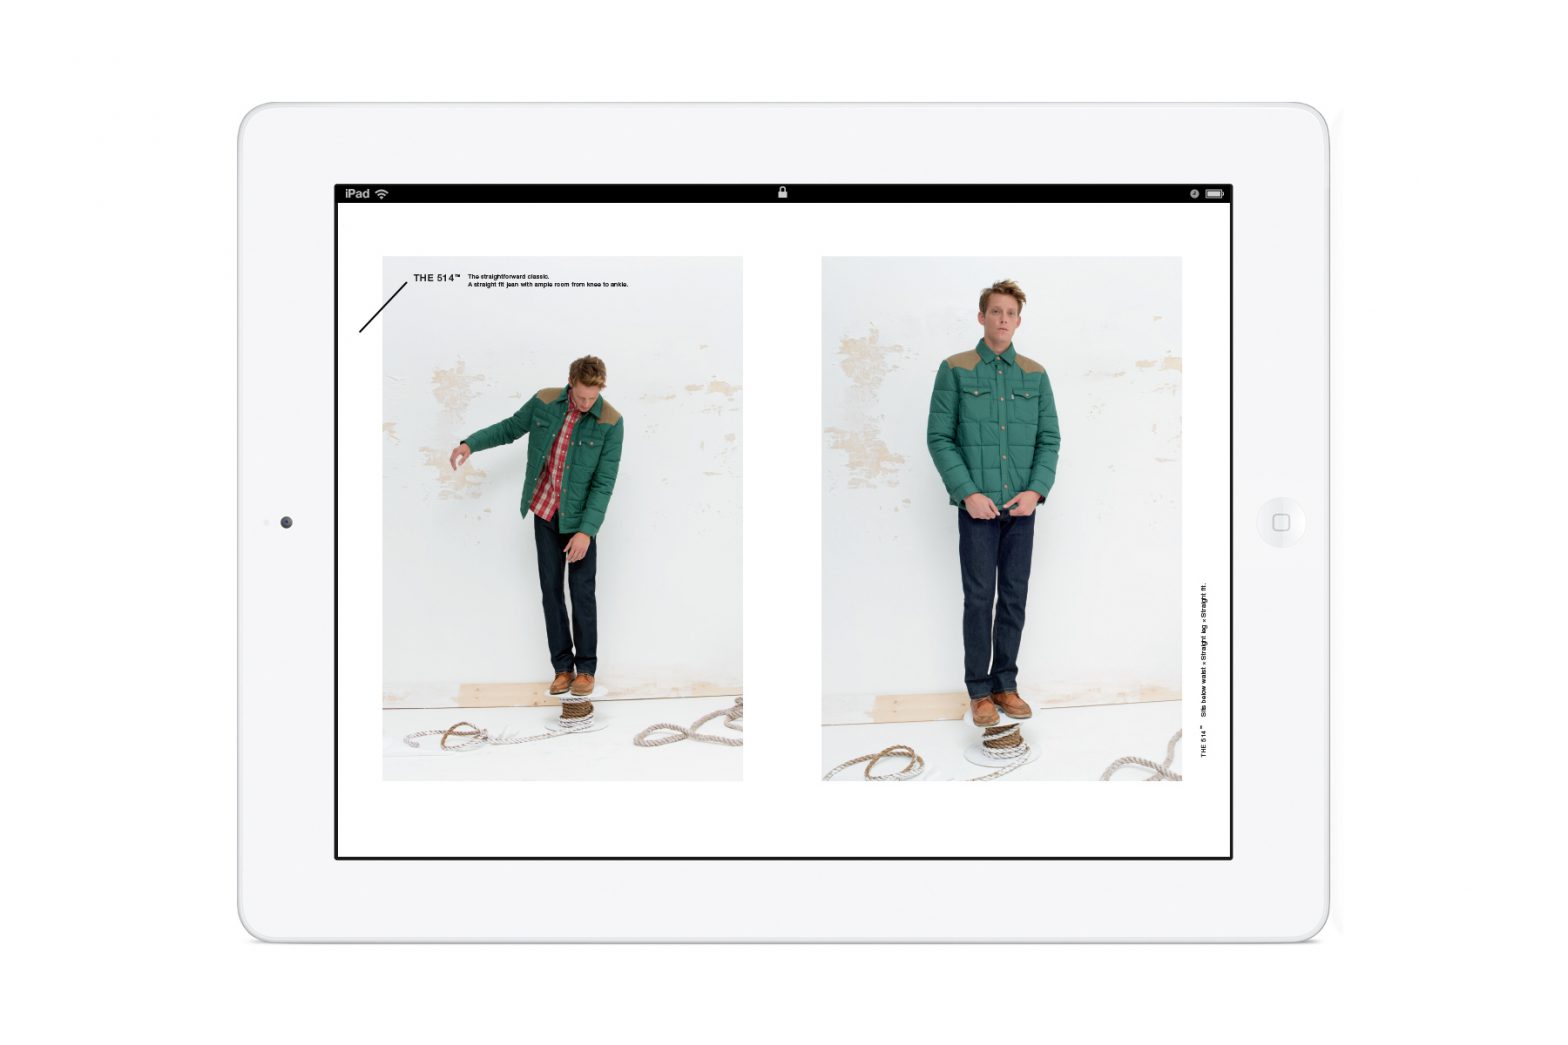 iPad
THE 514™ The straightforward classic.
A straight fit jean with ample room from knee to ankle.
THE 514™ Sits below waist × Straight leg × Straight fit.